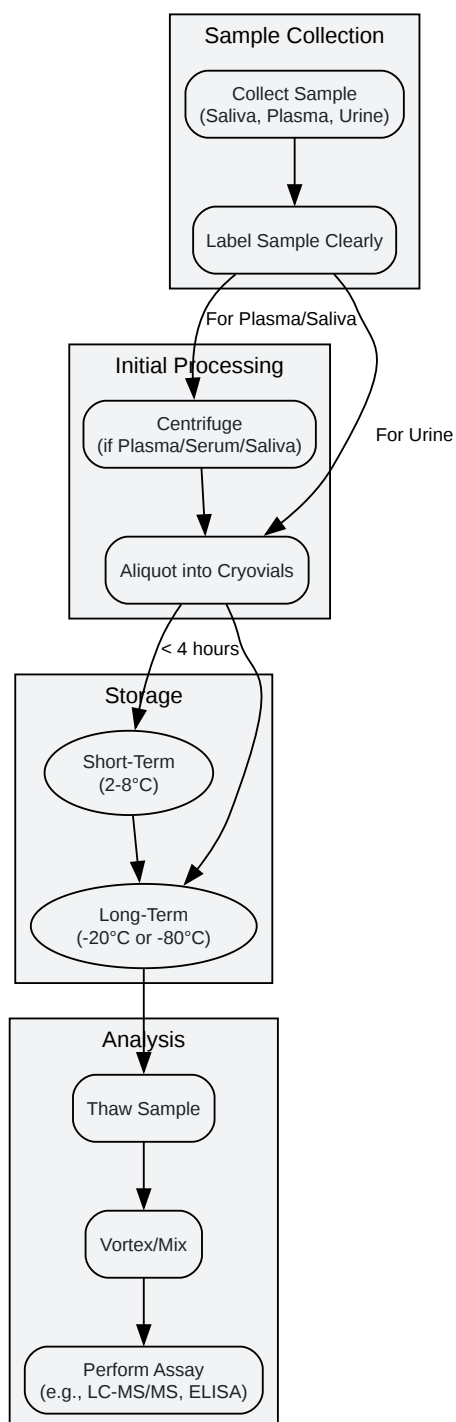 Sample Collection
Collect Sample
(Saliva, Plasma, Urine)
Label Sample Clearly
For Plasma/Saliva
Initial Processing
Centrifuge
(if Plasma/Serum/Saliva)
For Urine
Aliquot into Cryovials
< 4 hours
Storage
Short-Term
(2-8°C)
Long-Term
(-20°C or -80°C)
Analysis
Thaw Sample
Vortex/Mix
Perform Assay
(e.g., LC-MS/MS, ELISA)